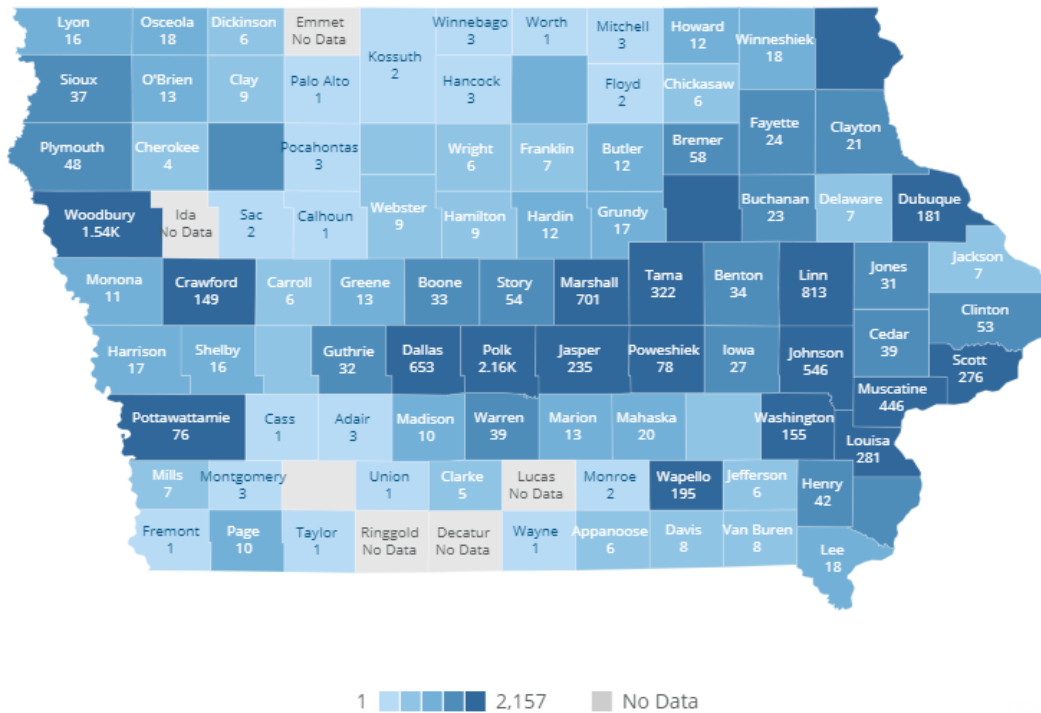 Lyon
16
Osceola
18
Dickinson
6
Emmet
No Data
Kossuth
2
Winnebago
3
Worth
1
Mitchell
3
Howard
12
Winneshiek
18
Sioux
37
O'Brien
13
Clay
9
Palo Alto
1
Hancock
3
Floyd
2
Chickasaw
6
Fayette
24
Clayton
21
Plymouth
48
Cherokee
4
Pocahontas
3
Wright
6
Franklin
7
Butler
12
Bremer
58
Woodbury
1.54K
Ida
No Data
Sac
2
Calhoun
1
Webster
9
Hamilton
9
Hardin
12
Grundy
17
Buchanan
23
Delaware
7
Dubuque
181
Monona
11
Crawford
149
Carroll
6
Greene
13
Boone
33
Story
54
Marshall
701
Tama
322
Benton
34
Linn
813
Jones
31
Jackson
7
Clinton
53
Harrison
17
Shelby
16
Guthrie
32
Dallas
653
Polk
2.16K
Jasper
235
Poweshiek
78
Iowa
27
Johnson
546
Cedar
39
Scott
276
Muscatine
446
Pottawattamie
76
Cass
1
Adair
3
Madison
10
Warren
39
Marion
13
Mahaska
20
Washington
155
Louisa
281
Mills
7
Montgomery
3
Union
1
Clarke
5
Lucas
No Data
Monroe
2
Wapello
195
Jefferson
6
Henry
42
Fremont
1
Page
10
Taylor
1
Ringgold
No Data
Decatur
No Data
Wayne
1
Appanoose
6
Davis
8
Van Buren
8
Lee
18
1 2,157 No Data